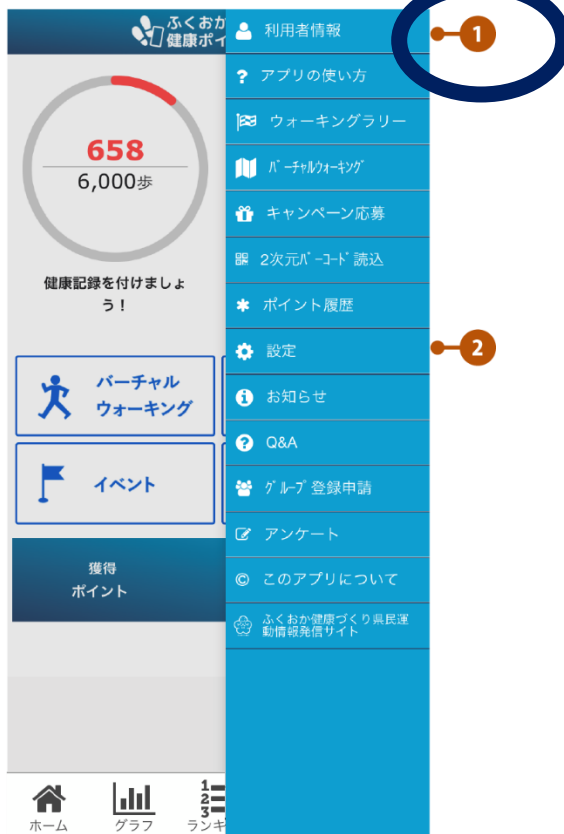 ふくおか
健康ポイ
658
6,000歩
健康記録を付けましょ
う！
バーチャル
ウォーキング
イベント
獲得
ポイント
ホーム
グラフ
1
2
3
ランキ
利用者情報
アプリの使い方
ウォーキングラリー
ﾊﾞｰﾁｬﾙｳｫｰｷﾝｸﾞ
キャンペーン応募
2次元ﾊﾞｰｺｰﾄﾞ読込
ポイント履歴
設定
お知らせ
Q&A
ｸﾞﾙｰﾌﾟ登録申請
アンケート
このアプリについて
ふくおか健康づくり県民運
動情報発信サイト
1
2